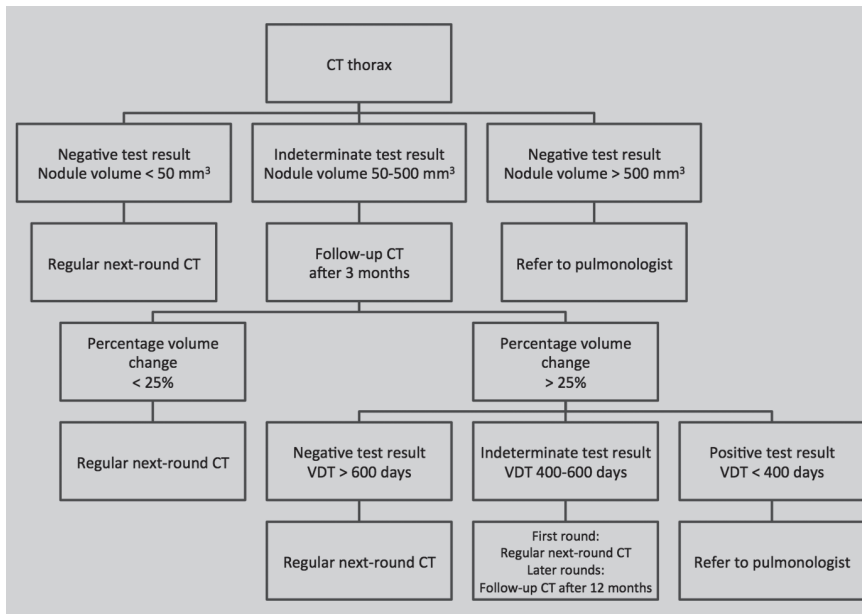 CT thorax
Negative test result
Nodule volume < 50 mm³
Indeterminate test result
Nodule volume 50-500 mm³
Negative test result
Nodule volume > 500 mm³
Regular next-round CT
Follow-up CT
after 3 months
Refer to pulmonologist
Percentage volume
change
< 25%
Percentage volume
change
> 25%
Regular next-round CT
Negative test result
VDT > 600 days
Indeterminate test result
VDT 400-600 days
Positive test result
VDT < 400 days
Regular next-round CT
First round:
Regular next-round CT
Later rounds:
Follow-up CT after 12 months
Refer to pulmonologist